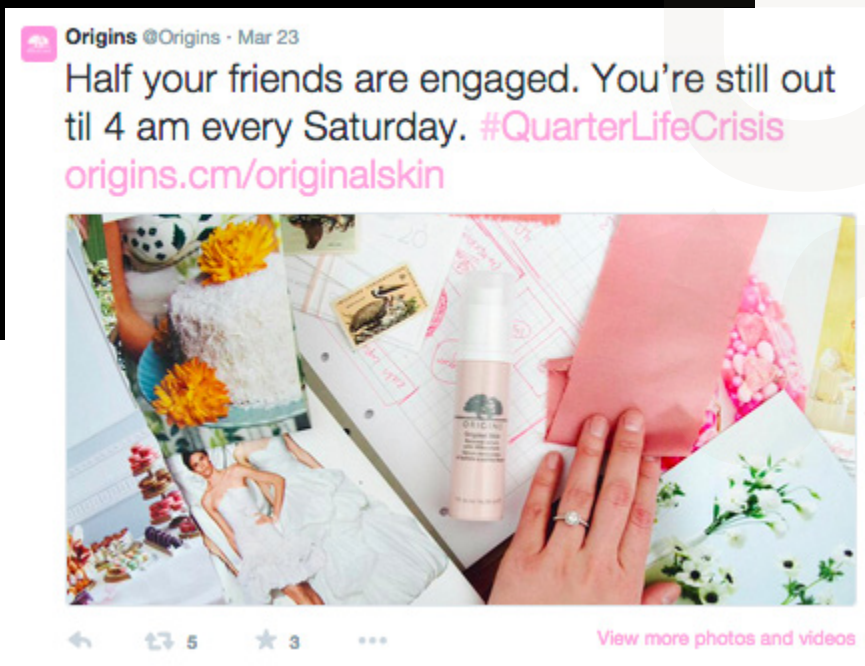 Origins @Origins · Mar 23
Half your friends are engaged. You're still out
til 4 am every Saturday. #QuarterLifeCrisis
origins.cm/originalskin
ORIGINS
5
3
View more photos and videos